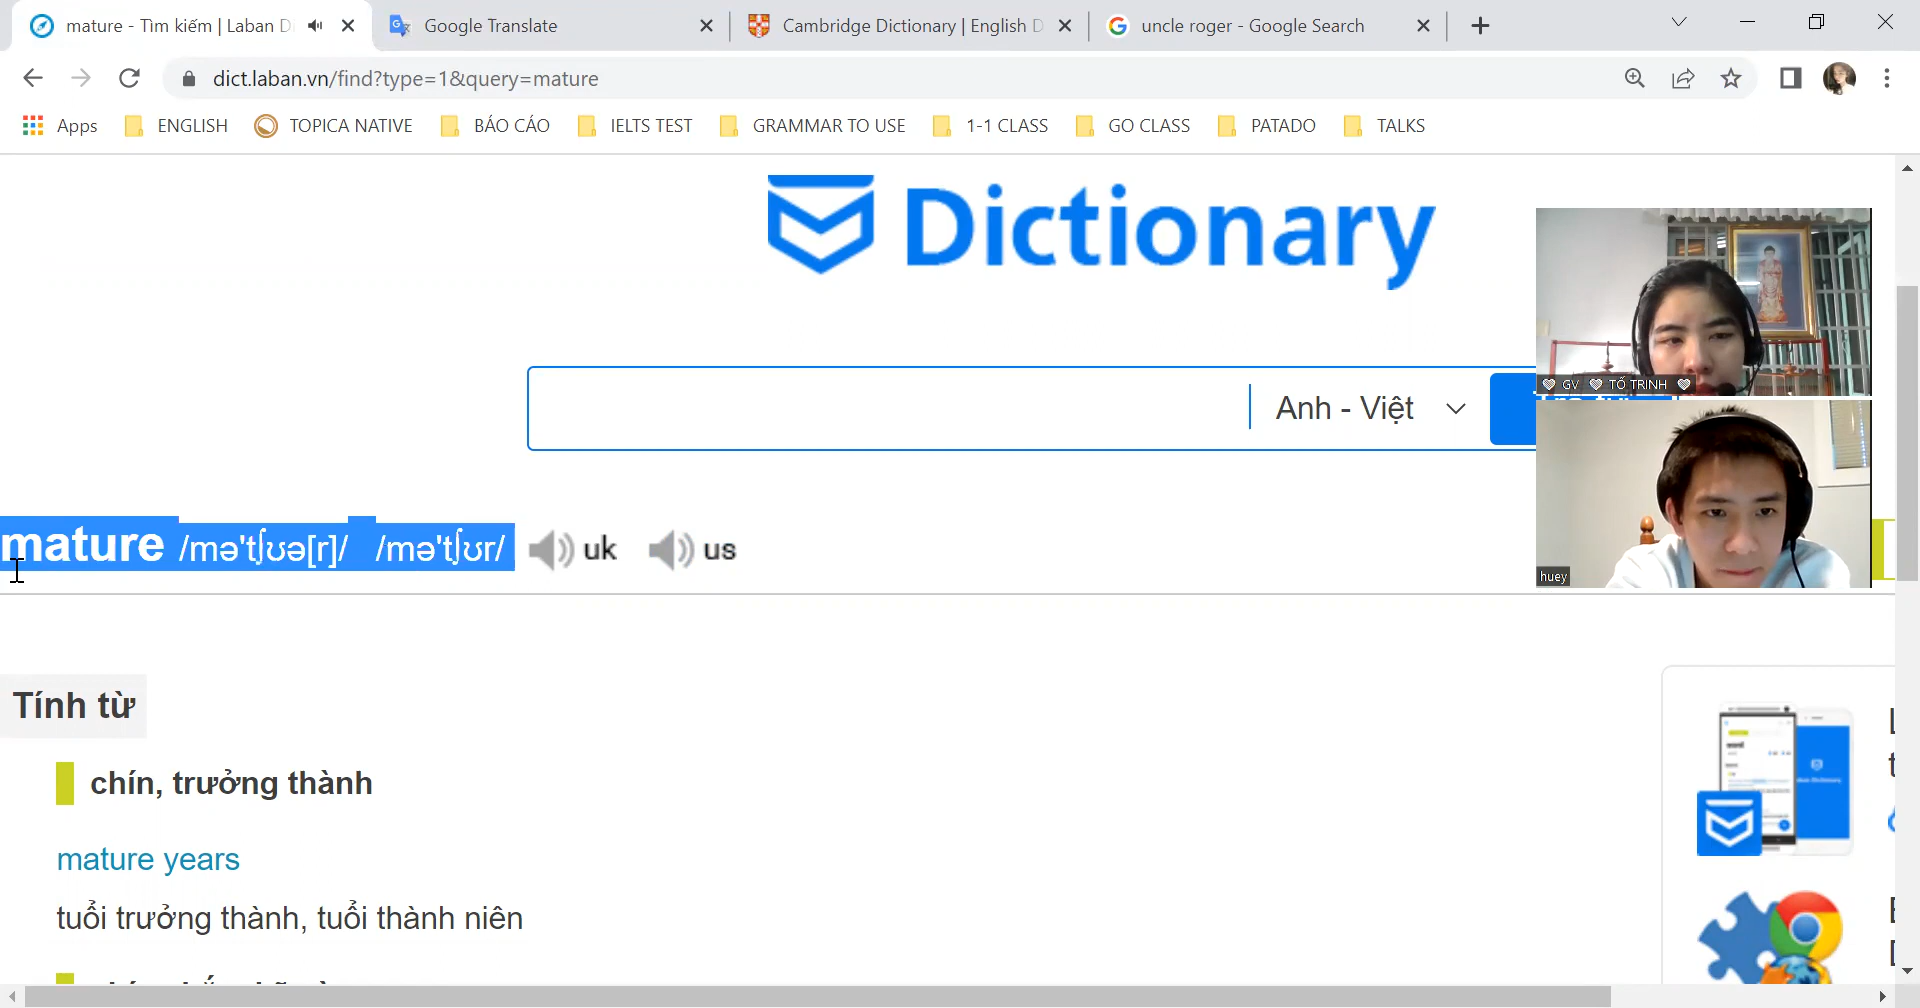 mature - Tìm kiếm | Laban D
Google Translate
Cambridge Dictionary | English D
uncle roger - Google Search
dict.laban.vn/find?type=1&query=mature
Apps
ENGLISH
TOPICA NATIVE
BÁO CÁO
IELTS TEST
GRAMMAR TO USE
1-1 CLASS
GO CLASS
PATADO
TALKS
Dictionary
Anh - Việt
GV TỐ TRINH
huey
mature /mə'tʃʊə[r]/ /mə'tʃʊr/ uk us
Tính từ
chín, trưởng thành
mature years
tuổi trưởng thành, tuổi thành niên